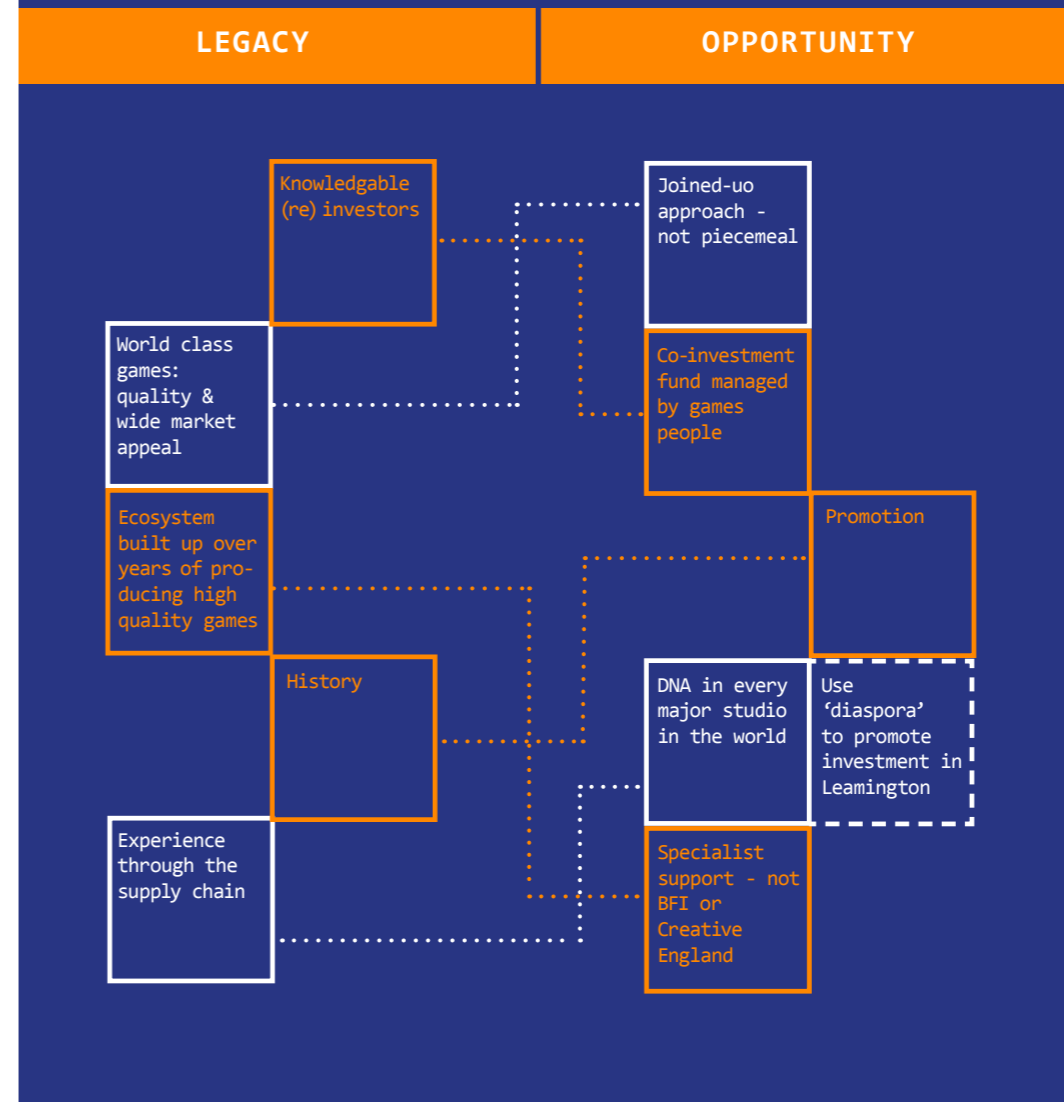 LEGACY
OPPORTUNITY
Knowledgable
(re) investors
World class
games:
quality &
wide market
appeal
Ecosystem
built up over
years of pro-
ducing high
quality games
History
Experience
through the
supply chain
Joined-uo
approach -
not piecemeal
Co-investment
fund managed
by games
people
Promotion
DNA in every
major studio
in the world
Use
‘diaspora’
to promote
investment in
Leamington
Specialist
support - not
BFI or
Creative
England